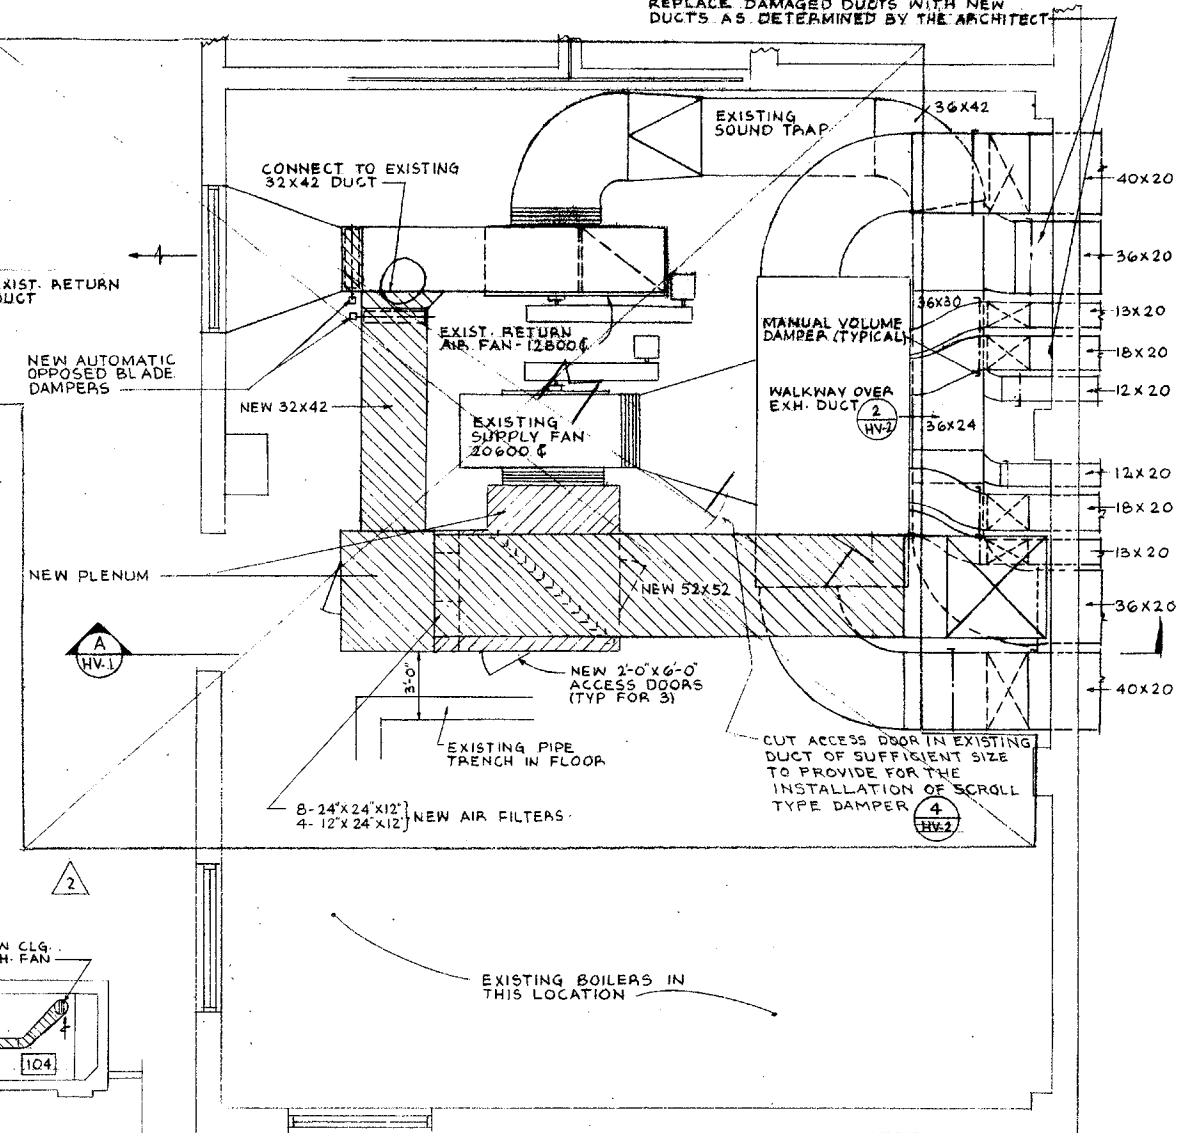 REPLACE DAMAGED DUCTS WITH NEW
DUCTS AS DETERMINED BY THE ARCHITECT
36X42
EXISTING
SOUND TRAP
CONNECT TO EXISTING
32X42 DUCT
40X20
36X20
EXIST. RETURN
DUCT
36X30
13X20
MANUAL VOLUME
DAMPER (TYPICAL)
EXIST. RETURN
AIR FAN-12800 ¢
18X20
NEW AUTOMATIC
OPPOSED BLADE
DAMPERS
12X20
WALKWAY OVER
EXH. DUCT
2
HV-2
NEW 32X42
36X24
EXISTING
SUPPLY FAN
20600 ¢
12X20
18X20
13X20
NEW PLENUM
NEW 52X52
36X20
A
HV-1
3'-0"
NEW 2'-0"X6'-0"
ACCESS DOORS
(TYP FOR 3)
40X20
EXISTING PIPE
TRENCH IN FLOOR
CUT ACCESS DOOR IN EXISTING
DUCT OF SUFFICIENT SIZE
TO PROVIDE FOR THE
INSTALLATION OF SCROLL
TYPE DAMPER
4
HV-2
8-24"X24"X12"
4-12"X24"X12"
NEW AIR FILTERS
2
CLG.
FAN
EXISTING BOILERS IN
THIS LOCATION
104